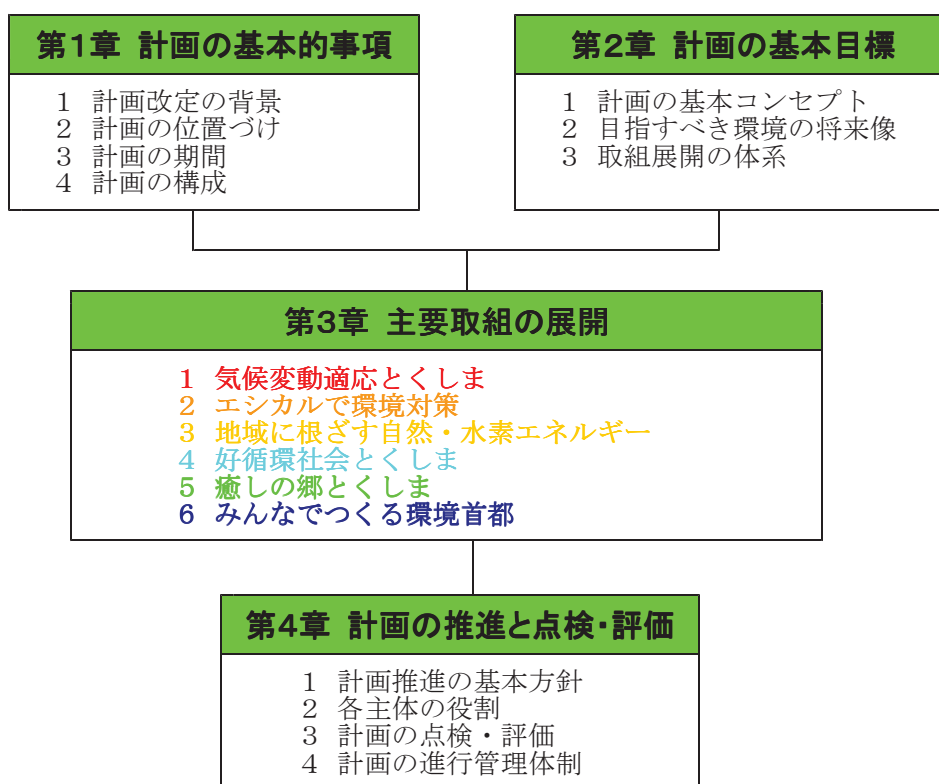 第1章 計画の基本的事項
1 計画改定の背景
2 計画の位置づけ
3 計画の期間
4 計画の構成
第2章 計画の基本目標
1 計画の基本コンセプト
2 目指すべき環境の将来像
3 取組展開の体系
第3章 主要取組の展開
1 気候変動適応とくしま
2 エシカルで環境対策
3 地域に根ざす自然・水素エネルギー
4 好循環社会とくしま
5 癒しの郷とくしま
6 みんなでつくる環境首都
第4章 計画の推進と点検・評価
1 計画推進の基本方針
2 各主体の役割
3 計画の点検・評価
4 計画の進行管理体制